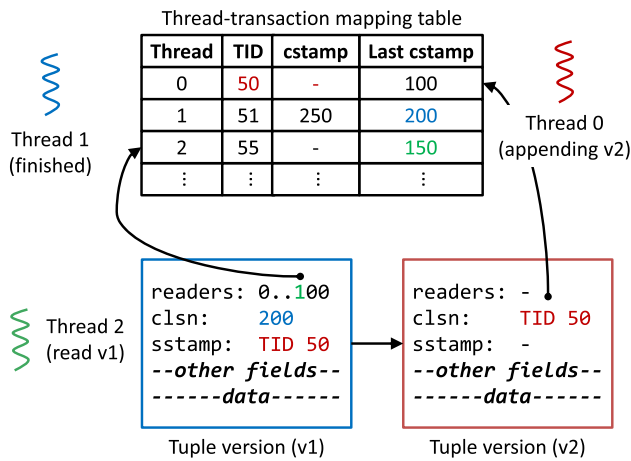 Thread-transaction mapping table
Thread TID cstamp Last cstamp
0 50 - 100
1 51 250 200
2 55 - 150
⋮ ⋮ ⋮ ⋮
Thread 1
(finished)
Thread 0
(appending v2)
Thread 2
(read v1)
readers: 0..100
clsn: 200
sstamp: TID 50
--other fields--
------data------
Tuple version (v1)
readers: -
clsn: TID 50
sstamp: -
--other fields--
------data------
Tuple version (v2)